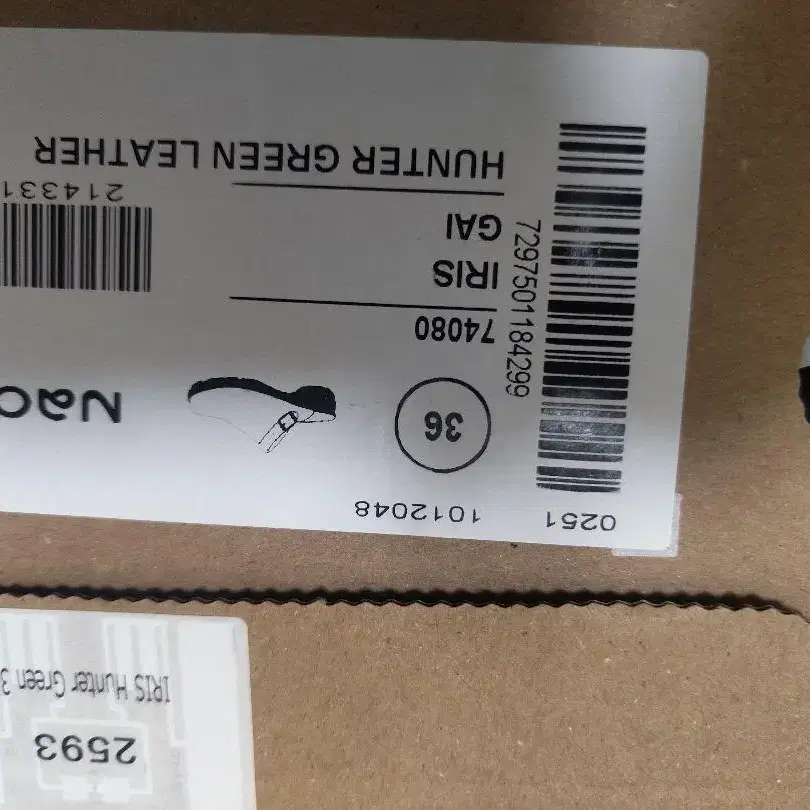 2593
IRIS Hunter Green 3
0251 1012048
36
7297501184299
74080
IRIS
GAI
214331
HUNTER GREEN LEATHER